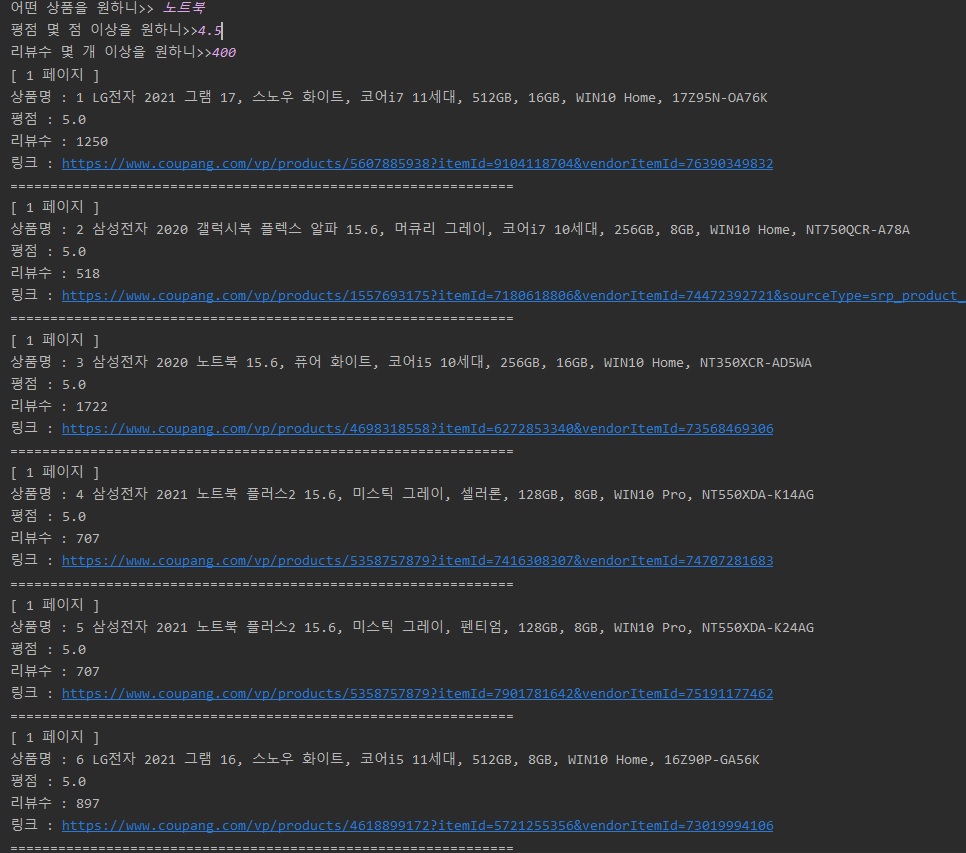 어떤 상품을 원하니>> 노트북
평점 몇 점 이상을 원하니>>4.5
리뷰수 몇 개 이상을 원하니>>400
[ 1 페이지 ]
상품명 : 1 LG전자 2021 그램 17, 스노우 화이트, 코어i7 11세대, 512GB, 16GB, WIN10 Home, 17Z95N-OA76K
평점 : 5.0
리뷰수 : 1250
링크 : https://www.coupang.com/vp/products/5607885938?itemId=9104118704&vendorItemId=76390349832
===============================================================
[ 1 페이지 ]
상품명 : 2 삼성전자 2020 갤럭시북 플렉스 알파 15.6, 머큐리 그레이, 코어i7 10세대, 256GB, 8GB, WIN10 Home, NT750QCR-A78A
평점 : 5.0
리뷰수 : 518
링크 : https://www.coupang.com/vp/products/1557693175?itemId=7180618806&vendorItemId=74472392721&sourceType=srp_product_
===============================================================
[ 1 페이지 ]
상품명 : 3 삼성전자 2020 노트북 15.6, 퓨어 화이트, 코어i5 10세대, 256GB, 16GB, WIN10 Home, NT350XCR-AD5WA
평점 : 5.0
리뷰수 : 1722
링크 : https://www.coupang.com/vp/products/4698318558?itemId=6272853340&vendorItemId=73568469306
===============================================================
[ 1 페이지 ]
상품명 : 4 삼성전자 2021 노트북 플러스2 15.6, 미스틱 그레이, 셀러론, 128GB, 8GB, WIN10 Pro, NT550XDA-K14AG
평점 : 5.0
리뷰수 : 707
링크 : https://www.coupang.com/vp/products/5358757879?itemId=7416308307&vendorItemId=74707281683
===============================================================
[ 1 페이지 ]
상품명 : 5 삼성전자 2021 노트북 플러스2 15.6, 미스틱 그레이, 펜티엄, 128GB, 8GB, WIN10 Pro, NT550XDA-K24AG
평점 : 5.0
리뷰수 : 707
링크 : https://www.coupang.com/vp/products/5358757879?itemId=7901781642&vendorItemId=75191177462
===============================================================
[ 1 페이지 ]
상품명 : 6 LG전자 2021 그램 16, 스노우 화이트, 코어i5 11세대, 512GB, 8GB, WIN10 Home, 16Z90P-GA56K
평점 : 5.0
리뷰수 : 897
링크 : https://www.coupang.com/vp/products/4618899172?itemId=5721255356&vendorItemId=73019994106
===============================================================